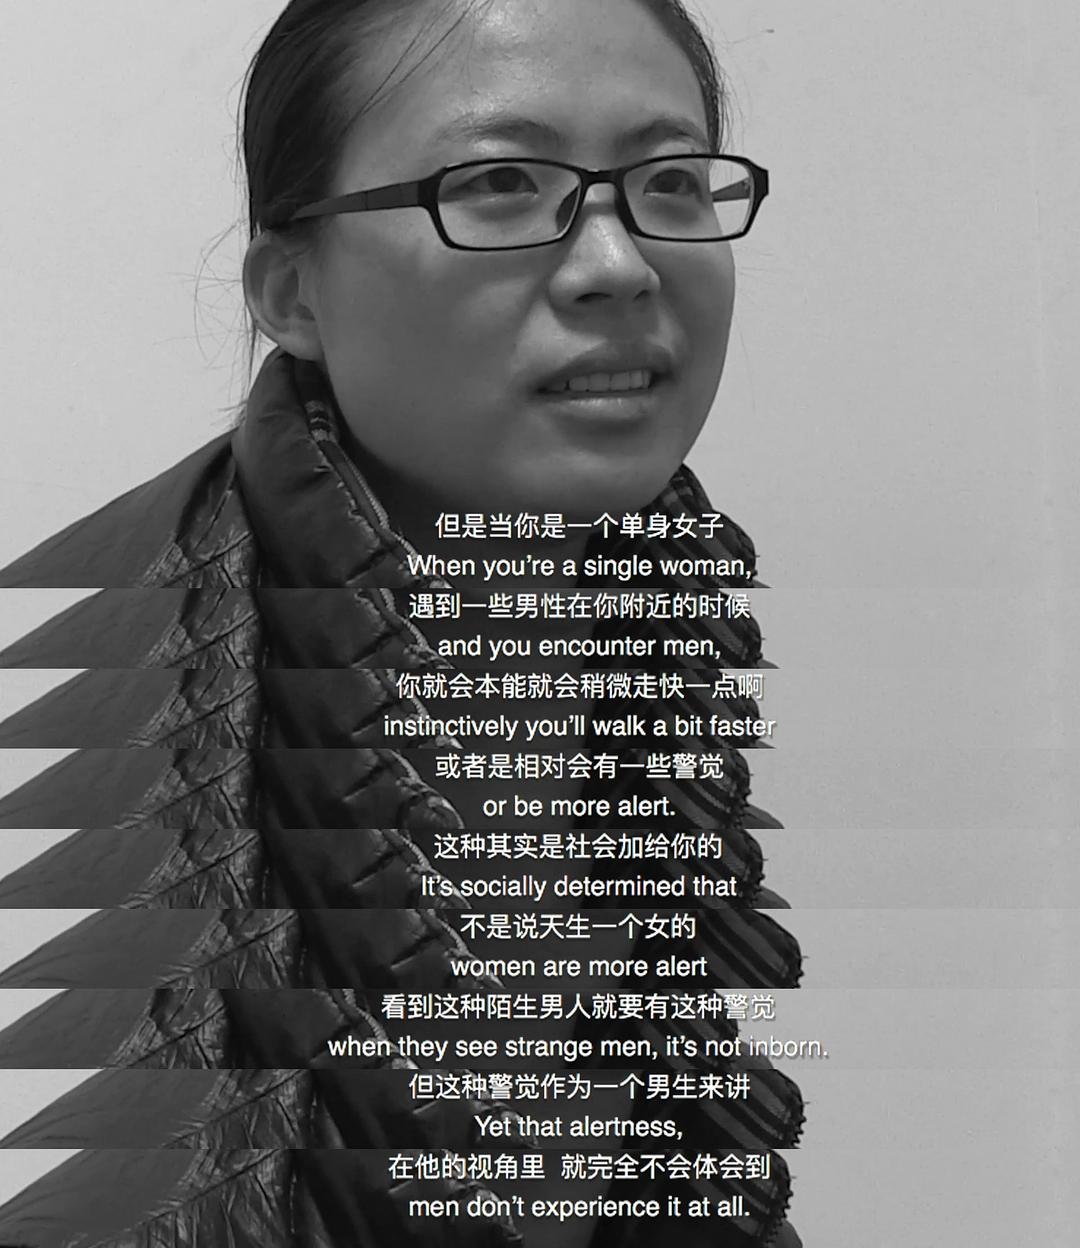 但是当你是一个单身女子
When you're a single woman,
遇到一些男性在你附近的时候
and you encounter men,
你就会本能就会稍微走快一点啊
instinctively you'll walk a bit faster
或者是相对会有一些警觉
or be more alert.
这种其实是社会加给你的
It's socially determined that
不是说天生一个女的
women are more alert
看到这种陌生男人就要有这种警觉
when they see strange men, it's not inborn.
但这种警觉作为一个男生来讲
Yet that alertness,
在他的视角里 就完全不会体会到
men don't experience it at all.